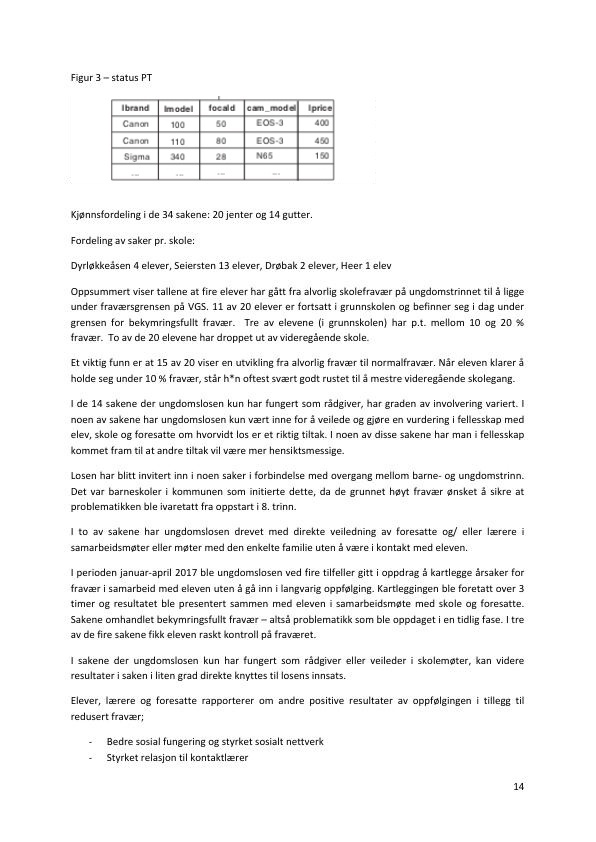 Figur 3 – status PT
lbrand lmodel focald cam_model lprice
Canon 100 50 EOS-3 400
Canon 110 80 EOS-3 450
Sigma 340 28 N65 150
... ... ... ...
Kjønnsfordeling i de 34 sakene: 20 jenter og 14 gutter.
Fordeling av saker pr. skole:
Dyrløkkeåsen 4 elever, Seiersten 13 elever, Drøbak 2 elever, Heer 1 elev
Oppsummert viser tallene at fire elever har gått fra alvorlig skolefravær på ungdomstrinnet til å ligge
under fraværsgrensen på VGS. 11 av 20 elever er fortsatt i grunnskolen og befinner seg i dag under
grensen for bekymringsfullt fravær. Tre av elevene (i grunnskolen) har p.t. mellom 10 og 20 %
fravær. To av de 20 elevene har droppet ut av videregående skole.
Et viktig funn er at 15 av 20 viser en utvikling fra alvorlig fravær til normalfravær. Når eleven klarer å
holde seg under 10 % fravær, står h*n oftest svært godt rustet til å mestre videregående skolegang.
I de 14 sakene der ungdomslosen kun har fungert som rådgiver, har graden av involvering variert. I
noen av sakene har ungdomslosen kun vært inne for å veilede og gjøre en vurdering i fellesskap med
elev, skole og foresatte om hvorvidt los er et riktig tiltak. I noen av disse sakene har man i fellesskap
kommet fram til at andre tiltak vil være mer hensiktsmessige.
Losen har blitt invitert inn i noen saker i forbindelse med overgang mellom barne- og ungdomstrinn.
Det var barneskoler i kommunen som initierte dette, da de grunnet høyt fravær ønsket å sikre at
problematikken ble ivaretatt fra oppstart i 8. trinn.
I to av sakene har ungdomslosen drevet med direkte veiledning av foresatte og/ eller lærere i
samarbeidsmøter eller møter med den enkelte familie uten å være i kontakt med eleven.
I perioden januar-april 2017 ble ungdomslosen ved fire tilfeller gitt i oppdrag å kartlegge årsaker for
fravær i samarbeid med eleven uten å gå inn i langvarig oppfølging. Kartleggingen ble foretatt over 3
timer og resultatet ble presentert sammen med eleven i samarbeidsmøte med skole og foresatte.
Sakene omhandlet bekymringsfullt fravær – altså problematikk som ble oppdaget i en tidlig fase. I tre
av de fire sakene fikk eleven raskt kontroll på fraværet.
I sakene der ungdomslosen kun har fungert som rådgiver eller veileder i skolemøter, kan videre
resultater i saken i liten grad direkte knyttes til losens innsats.
Elever, lærere og foresatte rapporterer om andre positive resultater av oppfølgingen i tillegg til
redusert fravær;
- Bedre sosial fungering og styrket sosialt nettverk
- Styrket relasjon til kontaktlærer
14